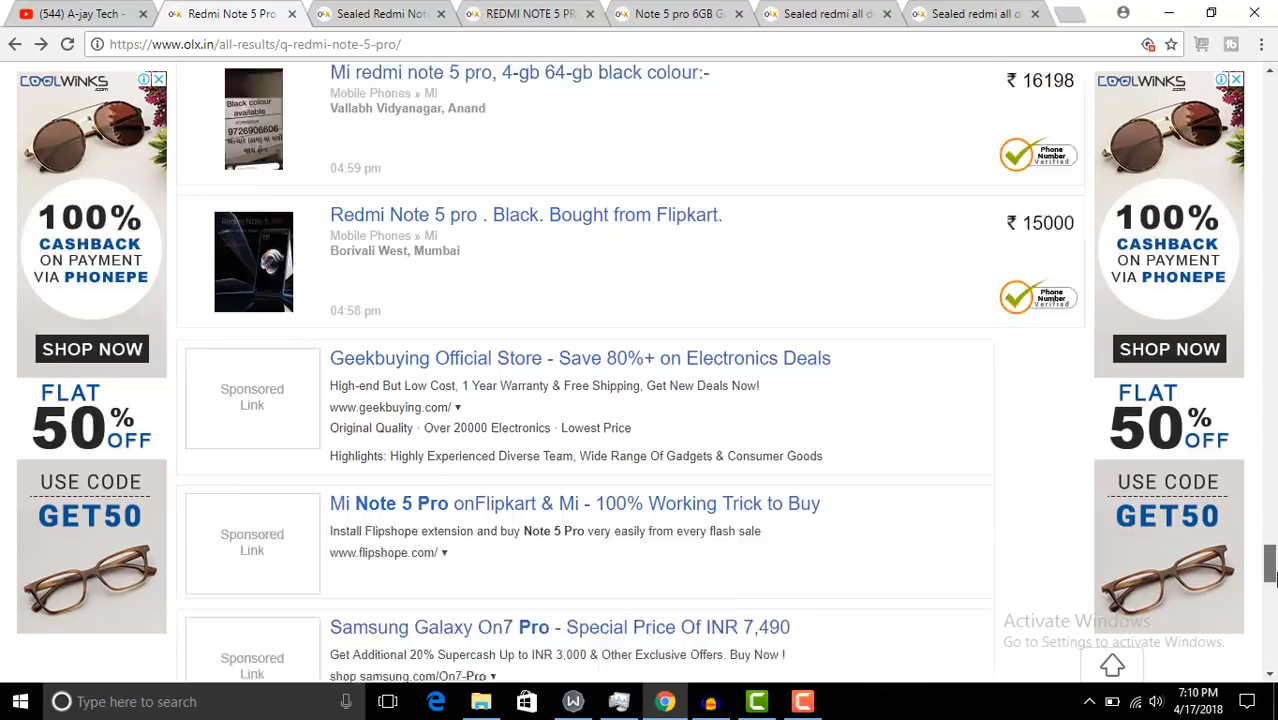 (544) A-jay Tech -
Redmi Note 5 Pro
Sealed Redmi Not
REDMI NOTE 5 PR
Note 5 pro 6GB G
Sealed redmi all d
Sealed redmi all d
https://www.olx.in/all-results/q-redmi-note-5-pro/
COOLWINKS
.com
100%
CASHBACK
ON PAYMENT
VIA PHONEPE
SHOP NOW
FLAT
50%
OFF
USE CODE
GET50
Mi redmi note 5 pro, 4-gb 64-gb black colour:-
Mobile Phones » Mi
Vallabh Vidyanagar, Anand
04:59 pm
Black colour
available
9726906606
₹ 16198
Phone
Number
Verified
Redmi Note 5 pro . Black. Bought from Flipkart.
Mobile Phones » Mi
Borivali West, Mumbai
04:58 pm
₹ 15000
Phone
Number
Verified
Sponsored
Link
Geekbuying Official Store - Save 80%+ on Electronics Deals
High-end But Low Cost, 1 Year Warranty & Free Shipping, Get New Deals Now!
www.geekbuying.com/ ▾
Original Quality · Over 20000 Electronics · Lowest Price
Highlights: Highly Experienced Diverse Team, Wide Range Of Gadgets & Consumer Goods
Sponsored
Link
Mi Note 5 Pro onFlipkart & Mi - 100% Working Trick to Buy
Install Flipshope extension and buy Note 5 Pro very easily from every flash sale
www.flipshope.com/ ▾
Sponsored
Link
Samsung Galaxy On7 Pro - Special Price Of INR 7,490
Get Additional 20% Supercash Up to INR 3,000 & Other Exclusive Offers. Buy Now !
shop.samsung.com/On7-Pro ▾
COOLWINKS
.com
100%
CASHBACK
ON PAYMENT
VIA PHONEPE
SHOP NOW
FLAT
50%
OFF
USE CODE
GET50
Activate Windows
Go to Settings to activate Windows.
Type here to search
7:10 PM
4/17/2018